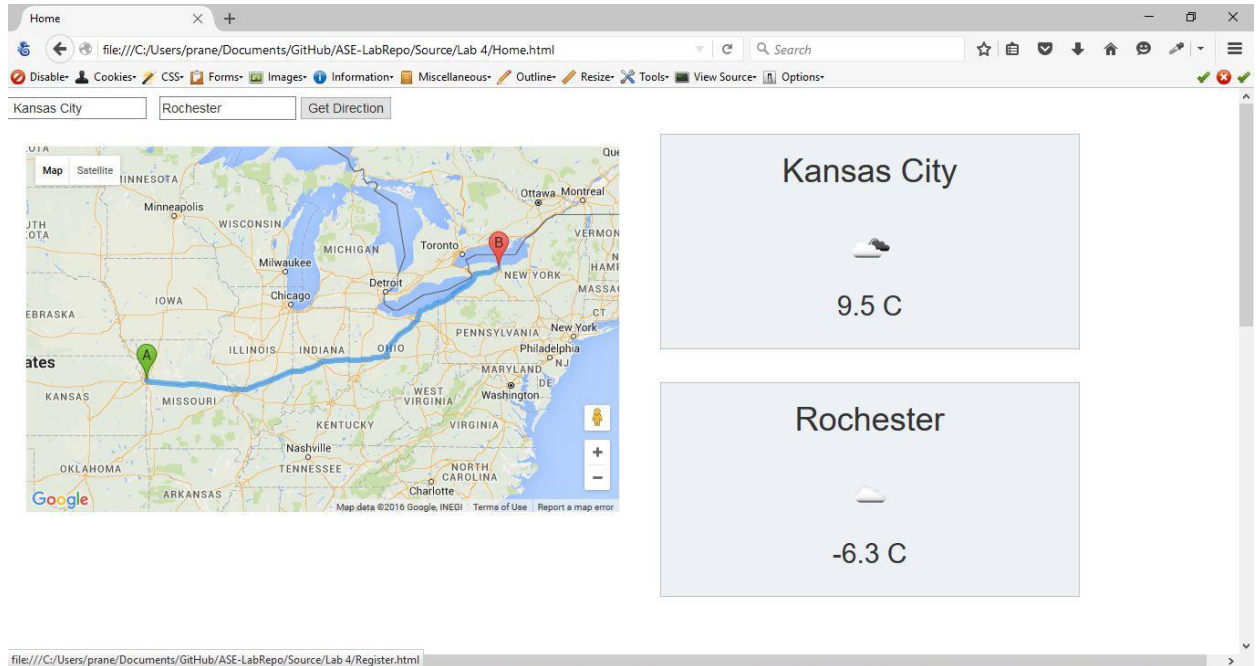 Home
file:///C:/Users/prane/Documents/GitHub/ASE-LabRepo/Source/Lab 4/Home.html
Search
Disable Cookies CSS Forms Images Information Miscellaneous Outline Resize Tools View Source Options
Kansas City Rochester Get Direction
Map Satellite
MINNESOTA
Minneapolis
WISCONSIN
Milwaukee
MICHIGAN
Toronto
Ottawa Montreal
VERMON
B
NEW YORK
HAMP
MASSAC
CT
Detroit
Chicago
IOWA
EBRASKA
PENNSYLVANIA
New York
Philadelphia
NJ
MARYLAND
DE
Washington
ILLINOIS INDIANA OHIO
ates
A
KANSAS
MISSOURI
WEST
VIRGINIA
KENTUCKY
VIRGINIA
Nashville
TENNESSEE
NORTH
CAROLINA
Charlotte
OKLAHOMA
ARKANSAS
Google
Map data ©2016 Google, INEGI Terms of Use Report a map error
Kansas City
9.5 C
Rochester
-6.3 C
file:///C:/Users/prane/Documents/GitHub/ASE-LabRepo/Source/Lab 4/Register.html